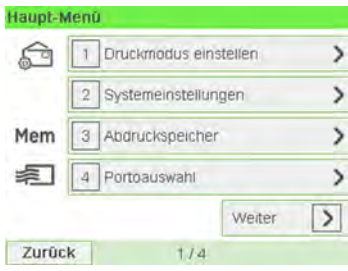 Haupt-Menü
1 Druckmodus einstellen
2 Systemeinstellungen
Mem 3 Abdruckspeicher
4 Portoauswahl
Weiter
Zurück 1 / 4